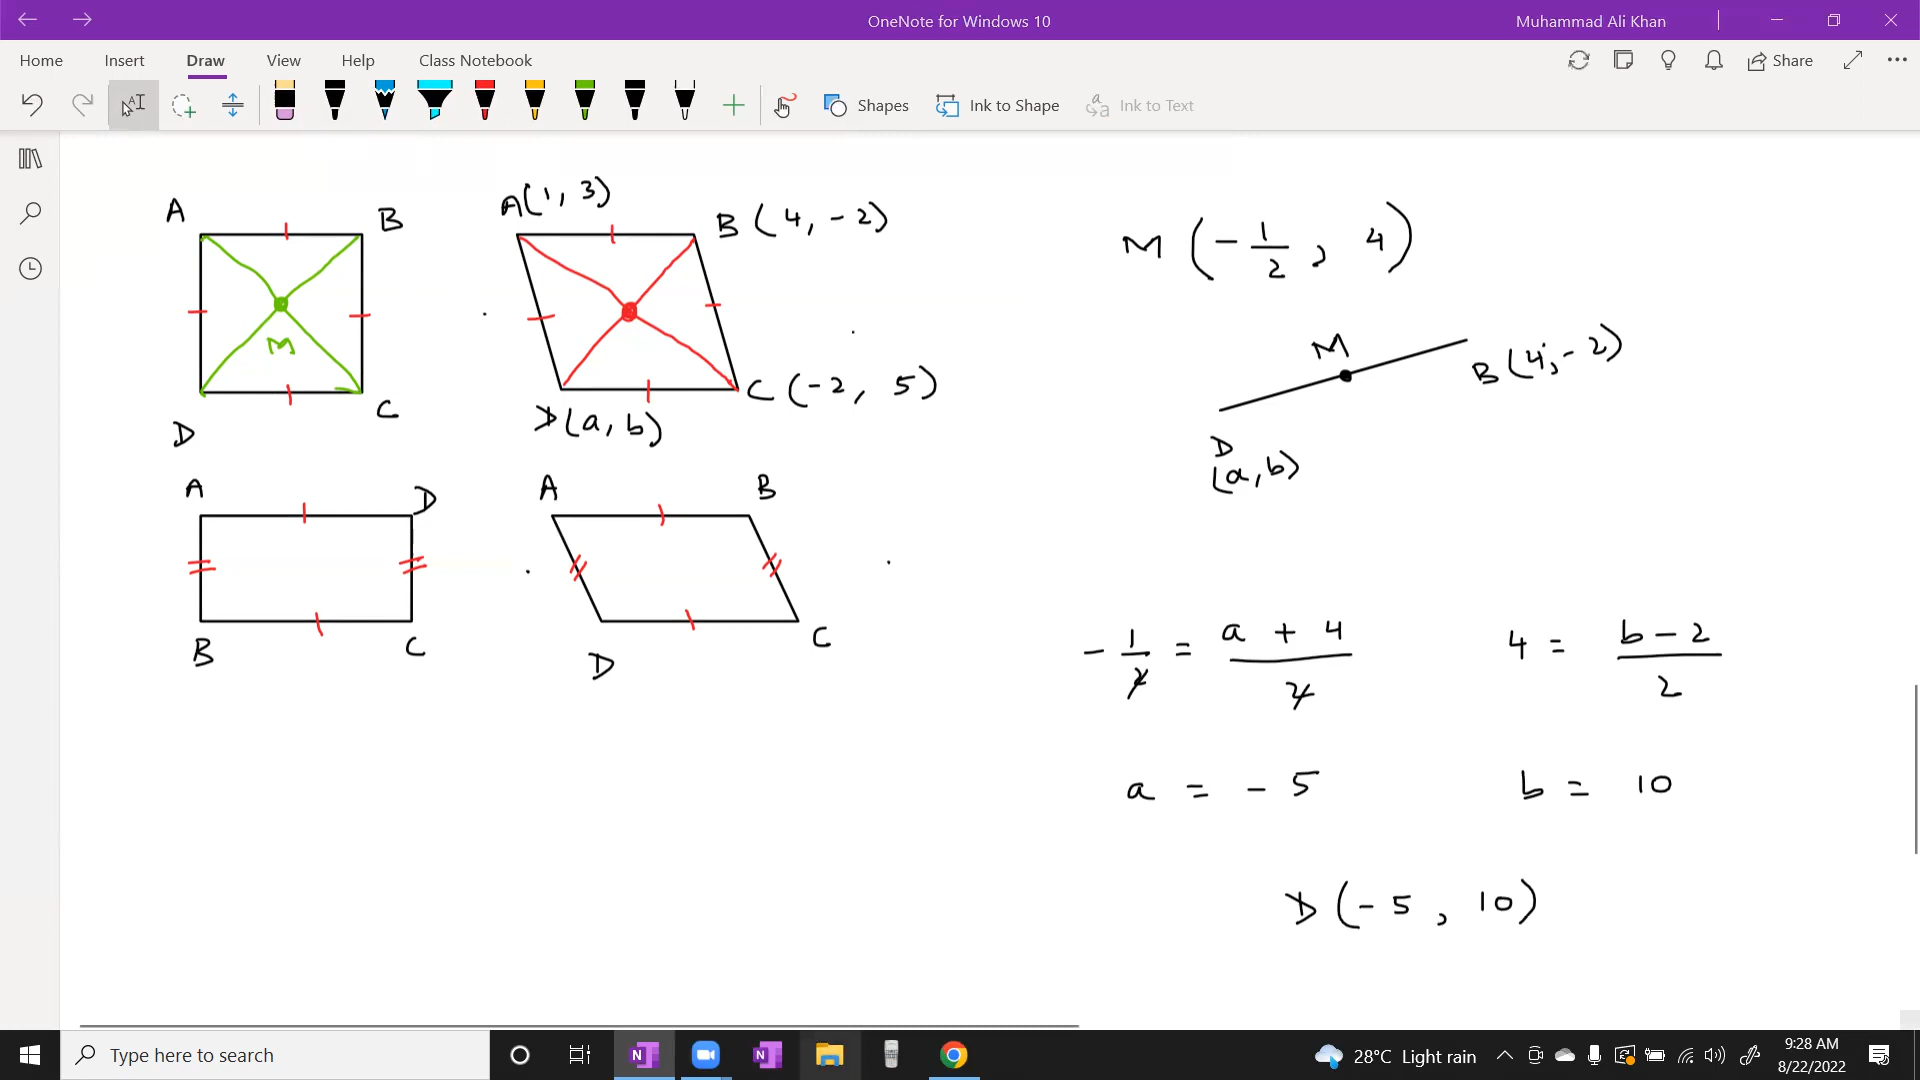 OneNote for Windows 10
Muhammad Ali Khan
Home Insert Draw View Help Class Notebook
Share
Shapes
Ink to Shape
Ink to Text
A B
M
D C
A(1, 3)
B (4, -2)
C (-2, 5)
D(a, b)
A D
B C
A B
D C
M (-1/2, 4)
M
B (4, -2)
D
(a, b)
-1/2 = a + 4/2
4 = b - 2/2
a = -5
b = 10
D (-5, 10)
Type here to search
28°C Light rain
9:28 AM
8/22/2022